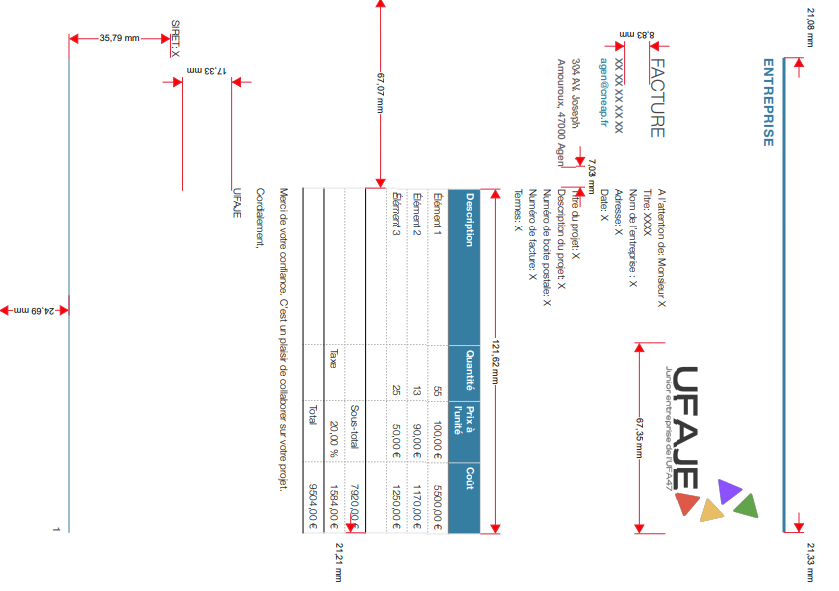 21,08 mm
21,33 mm
ENTREPRISE
8,83 mm
FACTURE
XX XX XX XX XX
agen@cneap.fr
304 AV. Joseph
Amouroux, 47000 Agen
7,03 mm
UFAJE
Junior entreprise de l'UFA47
67,35 mm
A l'attention de: Monsieur X
Titre: XXX
Nom de l'entreprise : X
Adresse: X
Date: X
Titre du projet: X
Description du projet: X
Numéro de boite postale: X
Numéro de facture: X
Termes: X
121,62 mm
67,07 mm
Description Quantité Prix à l'unité Coût
Élément 1 55 100,00 € 5500,00 €
Élément 2 13 90,00 € 1170,00 €
Élément 3 25 50,00 € 1250,00 €
Sous-total 7920,00 €
Taxe 20,00 % 1584,00 €
Total 9504,00 €
21,21 mm
Merci de votre confiance. C'est un plaisir de collaborer sur votre projet.
Cordialement,
UFAJE
17,33 mm
SIRET: X
35,79 mm
24,69 mm
1